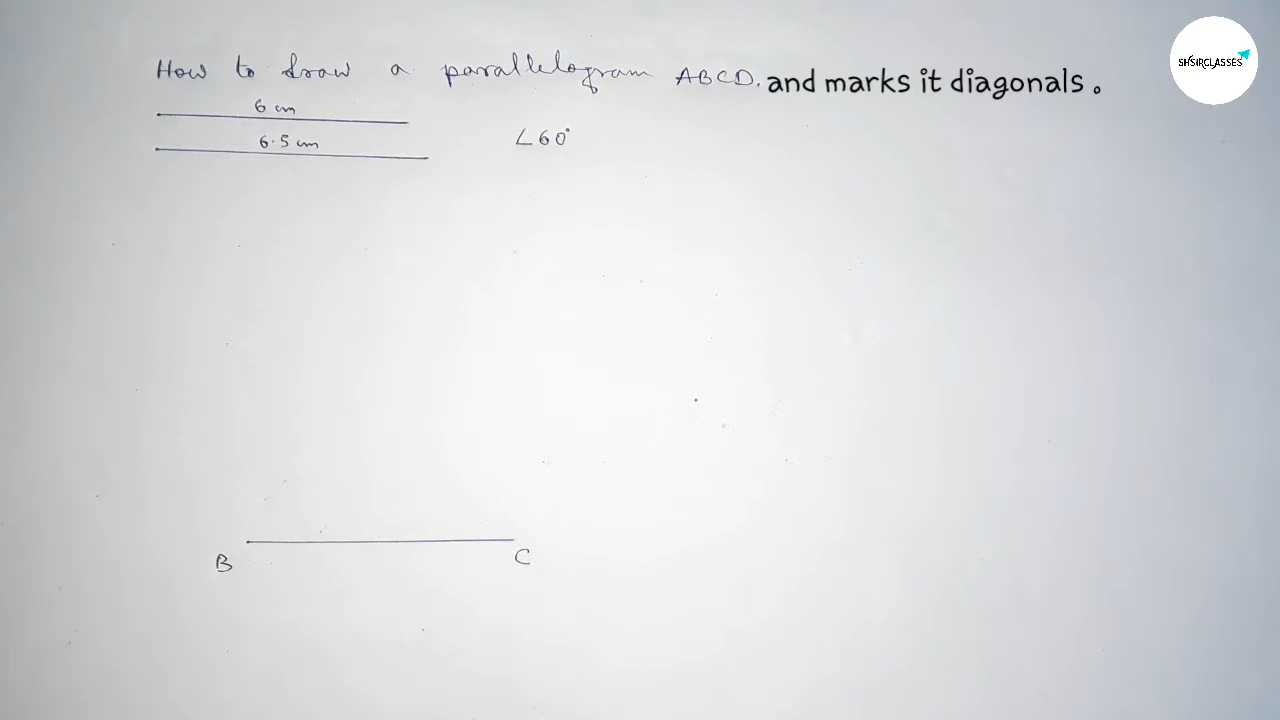 How to draw a parallelogram ABCD. and marks it diagonals.
6 cm
6.5 cm
∠60°
B
C
SHSIRCLASSES